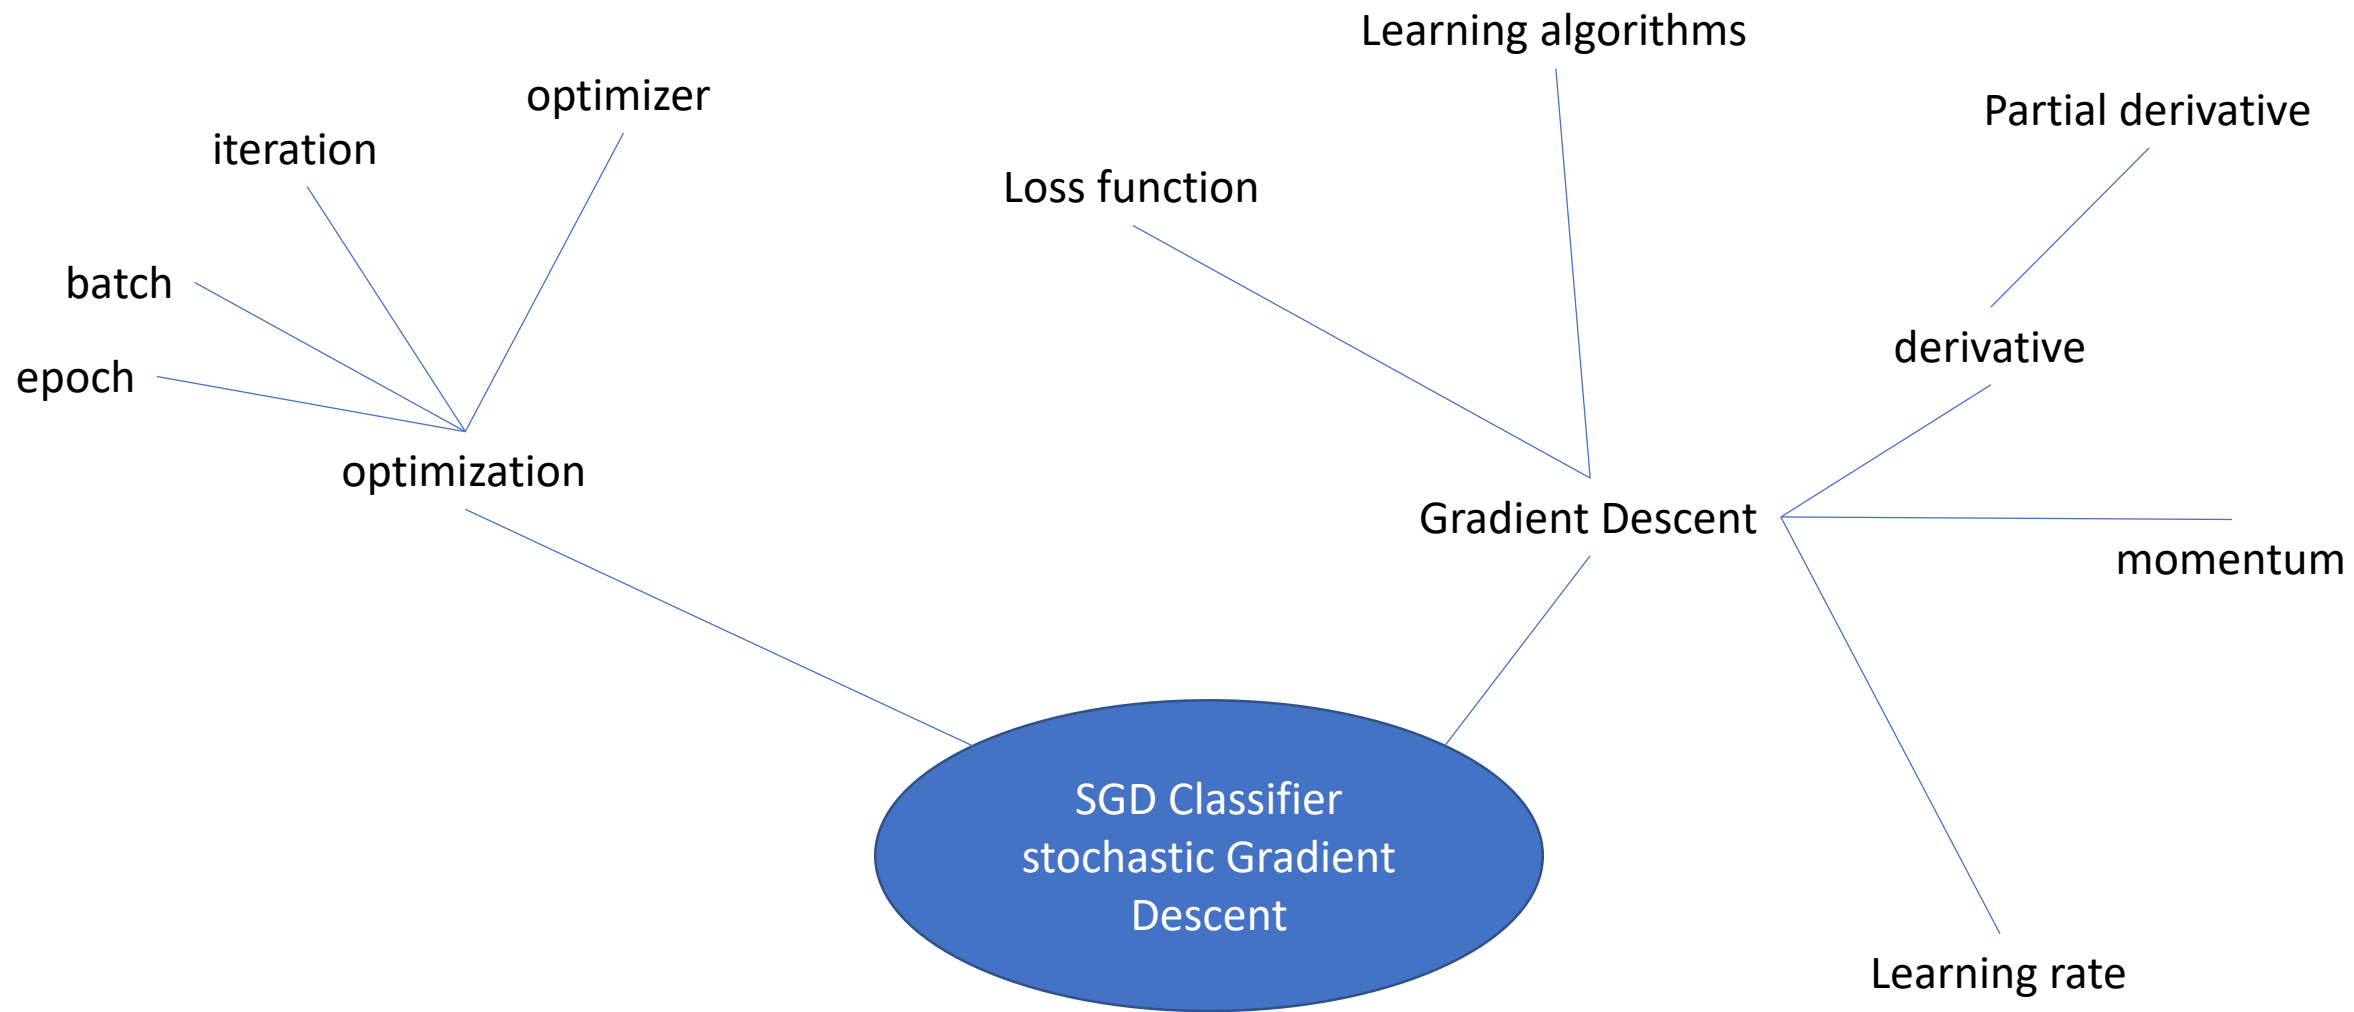 Learning algorithms
optimizer
Partial derivative
iteration
Loss function
batch
derivative
epoch
optimization
Gradient Descent
momentum
SGD Classifier
stochastic Gradient
Descent
Learning rate